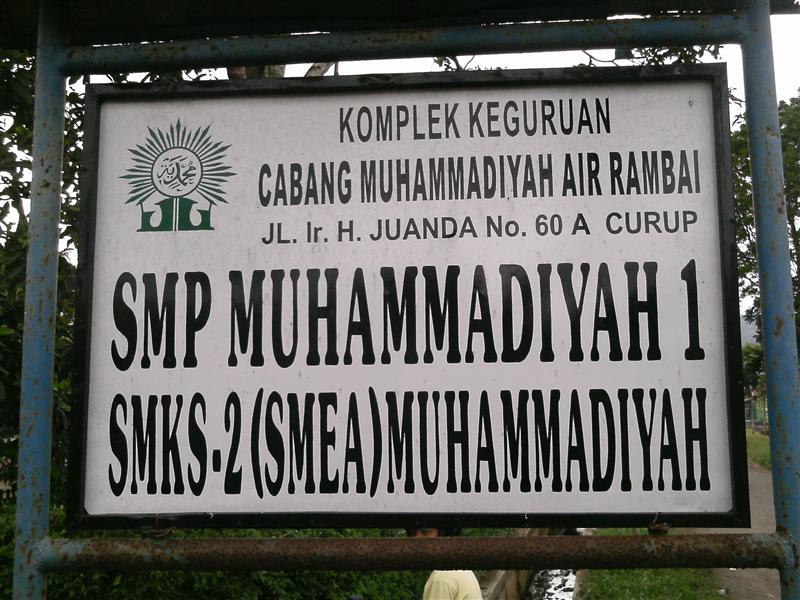 KOMPLEK KEGURUAN
CABANG MUHAMMADIYAH AIR RAMBAI
JL. Ir. H. JUANDA No. 60 A CURUP
SMP MUHAMMADIYAH 1
SMKS-2 (SMEA) MUHAMMADIYAH